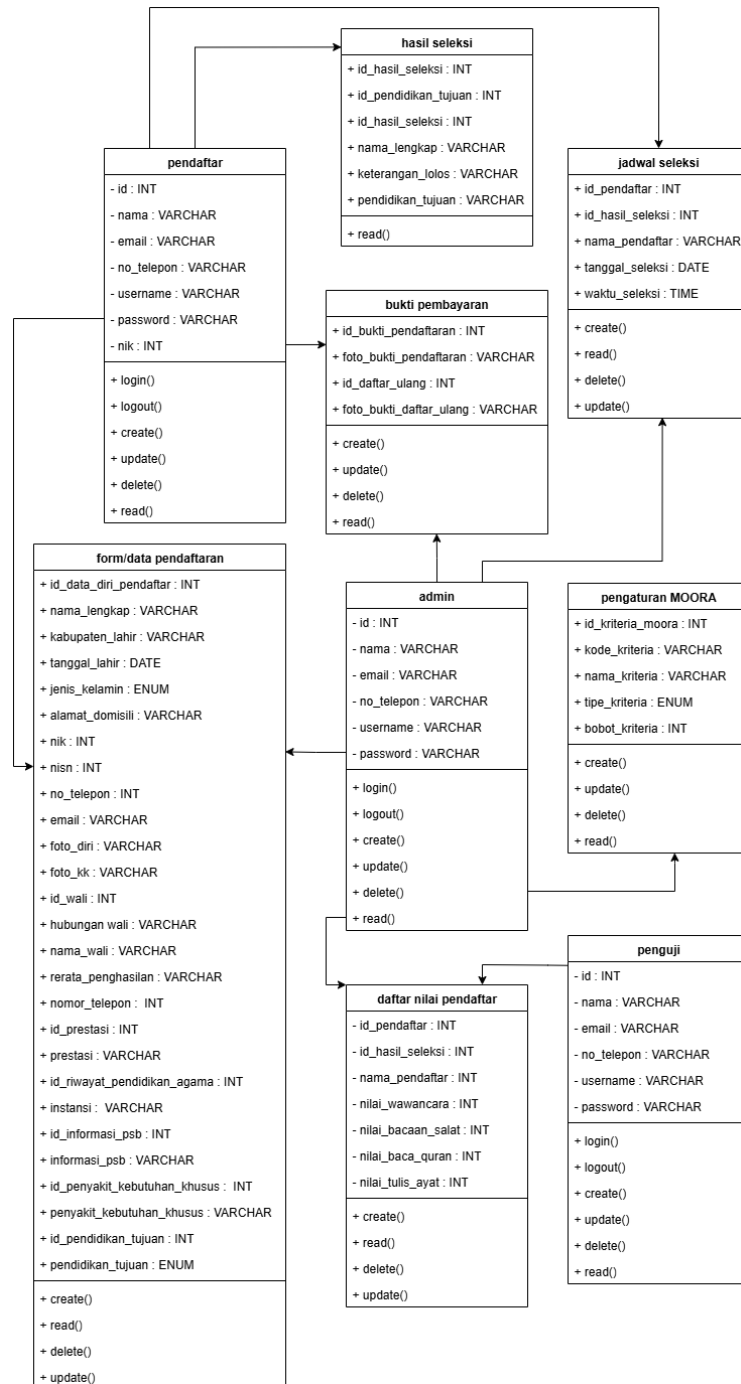 hasil seleksi
+ id_hasil_seleksi : INT
+ id_pendidikan_tujuan : INT
+ id_hasil_seleksi : INT
+ nama_lengkap : VARCHAR
+ keterangan_lolos : VARCHAR
+ pendidikan_tujuan : VARCHAR
+ read()
pendaftar
- id : INT
- nama : VARCHAR
- email : VARCHAR
- no_telepon : VARCHAR
- username : VARCHAR
- password : VARCHAR
- nik : INT
+ login()
+ logout()
+ create()
+ update()
+ delete()
+ read()
jadwal seleksi
+ id_pendaftar : INT
+ id_hasil_seleksi : INT
+ nama_pendaftar : VARCHAR
+ tanggal_seleksi : DATE
+ waktu_seleksi : TIME
+ create()
+ read()
+ delete()
+ update()
bukti pembayaran
+ id_bukti_pendaftaran : INT
+ foto_bukti_pendaftaran : VARCHAR
+ id_daftar_ulang : INT
+ foto_bukti_daftar_ulang : VARCHAR
+ create()
+ update()
+ delete()
+ read()
form/data pendaftaran
+ id_data_diri_pendaftar : INT
+ nama_lengkap : VARCHAR
+ kabupaten_lahir : VARCHAR
+ tanggal_lahir : DATE
+ jenis_kelamin : ENUM
+ alamat_domisili : VARCHAR
+ nik : INT
+ nisn : INT
+ no_telepon : INT
+ email : VARCHAR
+ foto_diri : VARCHAR
+ foto_kk : VARCHAR
+ id_wali : INT
+ hubungan wali : VARCHAR
+ nama_wali : VARCHAR
+ rerata_penghasilan : VARCHAR
+ nomor_telepon : INT
+ id_prestasi : INT
+ prestasi : VARCHAR
+ id_riwayat_pendidikan_agama : INT
+ instansi : VARCHAR
+ id_informasi_psb : INT
+ informasi_psb : VARCHAR
+ id_penyakit_kebutuhan_khusus : INT
+ penyakit_kebutuhan_khusus : VARCHAR
+ id_pendidikan_tujuan : INT
+ pendidikan_tujuan : ENUM
+ create()
+ read()
+ delete()
+ update()
admin
- id : INT
- nama : VARCHAR
- email : VARCHAR
- no_telepon : VARCHAR
- username : VARCHAR
- password : VARCHAR
+ login()
+ logout()
+ create()
+ update()
+ delete()
+ read()
pengaturan MOORA
+ id_kriteria_moora : INT
+ kode_kriteria : VARCHAR
+ nama_kriteria : VARCHAR
+ tipe_kriteria : ENUM
+ bobot_kriteria : INT
+ create()
+ update()
+ delete()
+ read()
daftar nilai pendaftar
- id_pendaftar : INT
- id_hasil_seleksi : INT
- nama_pendaftar : INT
- nilai_wawancara : INT
- nilai_bacaan_salat : INT
- nilai_baca_quran : INT
- nilai_tulis_ayat : INT
+ create()
+ read()
+ delete()
+ update()
penguji
- id : INT
- nama : VARCHAR
- email : VARCHAR
- no_telepon : VARCHAR
- username : VARCHAR
- password : VARCHAR
+ login()
+ logout()
+ create()
+ update()
+ delete()
+ read()